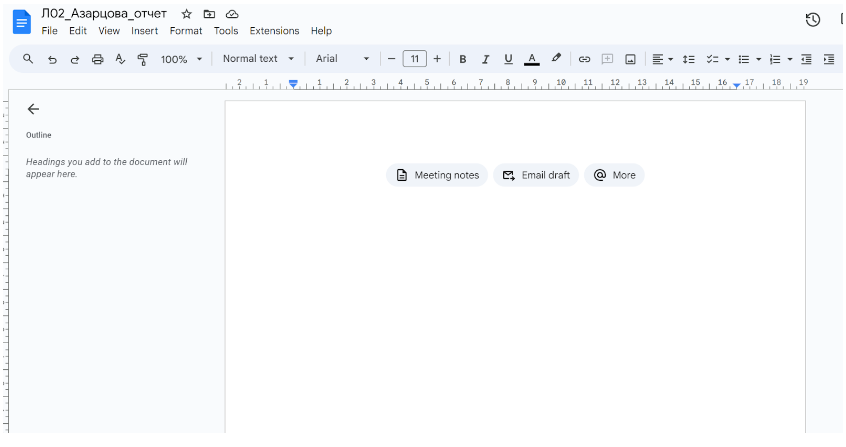 Л02_Азарцова_отчет
File Edit View Insert Format Tools Extensions Help
100% Normal text Arial 11 B I U A
2 1 1 2 3 4 5 6 7 8 9 10 11 12 13 14 15 16 17 18 19
Outline
Headings you add to the document will
appear here.
Meeting notes Email draft More